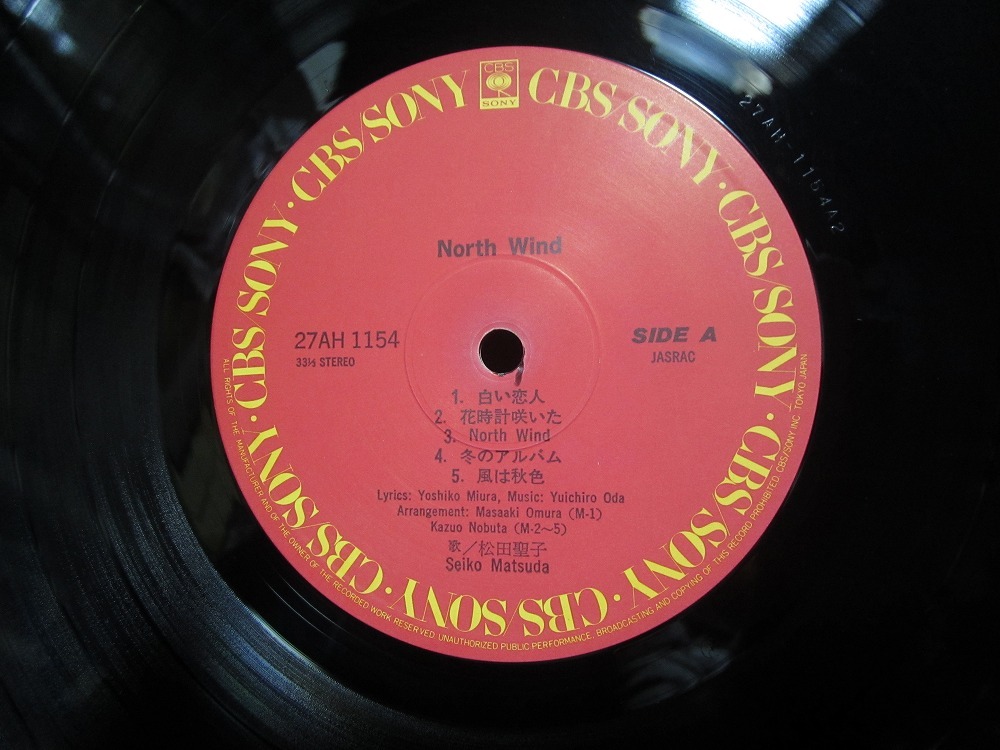 CBS
SONY
CBS/SONY · CBS/SONY · CBS/SONY · CBS/SONY · CBS/SONY · CBS/SONY · CBS/SONY · CBS/SONY · CBS/SONY · CBS/SONY
27AH-1154A2
North Wind
27AH 1154
33⅓ STEREO
SIDE A
JASRAC
1. 白い恋人
2. 花時計咲いた
3. North Wind
4. 冬のアルバム
5. 風は秋色
Lyrics: Yoshiko Miura, Music: Yuichiro Oda
Arrangement: Masaaki Omura (M-1)
Kazuo Nobuta (M-2〜5)
歌／松田聖子
Seiko Matsuda
ALL RIGHTS OF THE MANUFACTURER AND OF THE OWNER OF THE RECORDED WORK RESERVED UNAUTHORIZED PUBLIC PERFORMANCE, BROADCASTING AND COPYING OF THIS RECORD PROHIBITED CBS/SONY INC. TOKYO JAPAN